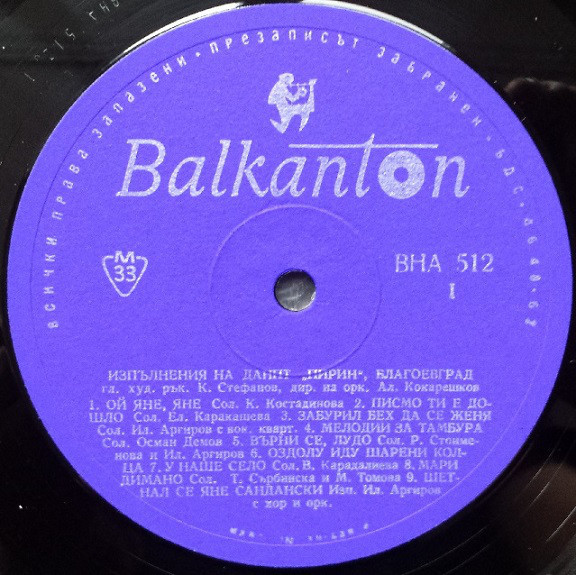 ВСИЧКИ ПРАВА ЗАПАЗЕНИ · ПРЕЗАПИСЪТ ЗАБРАНЕН · БДС
Balkanton
М
33
ВНА 512
I
ИЗПЪЛНЕНИЯ НА ДАНПТ „ПИРИН“, БЛАГОЕВГРАД
гл. худ. рък. К. Стефанов, дир. на орк. Ал. Кокарешков
1. ОЙ ЯНЕ, ЯНЕ Сол. К. Костадинова 2. ПИСМО ТИ Е ДО-
ШЛО Сол. Ел. Каранашева 3. ЗАБУРИЛ БЕХ ДА СЕ ЖЕНЯ
Сол. Ил. Аргиров с вок. кварт. 4. МЕЛОДИИ ЗА ТАМБУРА
Сол. Осман Демов 5. ВЪРНИ СЕ, ЛУДО Сол. Р. Стоиме-
нова и Ил. Аргиров 6. ОЗДОЛУ ИДУ ШАРЕНИ КОЛ-
ЦА 7. У НАШЕ СЕЛО Сол. В. Карахалиева 8. МАРИ
ДИМАНО Сол. Т. Сърбинска и М. Томова 9. ШЕТ-
НАЛ СЕ ЯНЕ САНДАНСКИ Изп. Ил. Аргиров
с хор и орк.